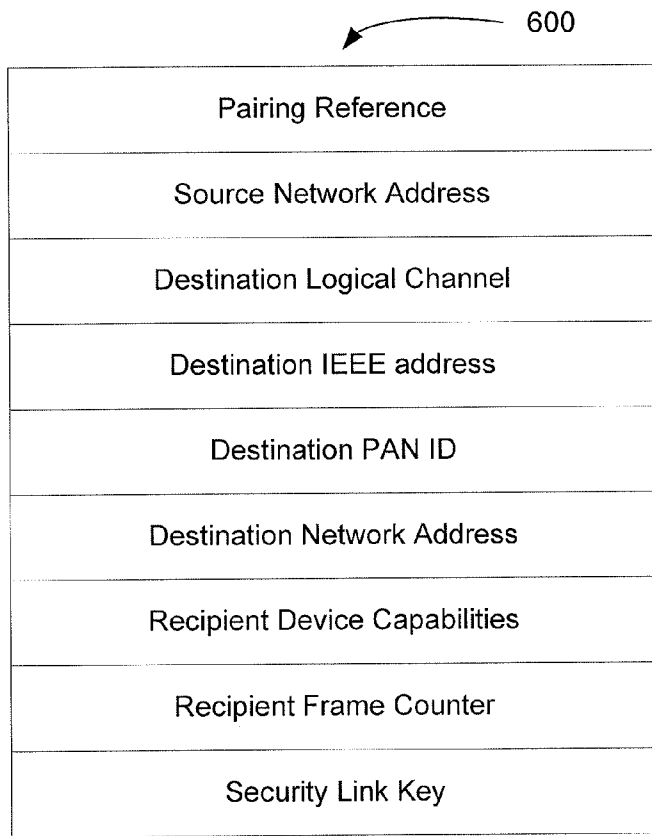 600
Pairing Reference
Source Network Address
Destination Logical Channel
Destination IEEE address
Destination PAN ID
Destination Network Address
Recipient Device Capabilities
Recipient Frame Counter
Security Link Key